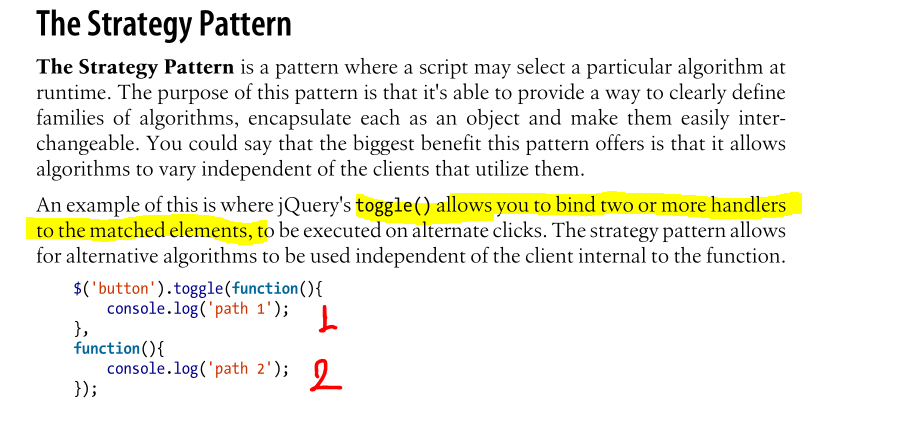 The Strategy Pattern
The Strategy Pattern is a pattern where a script may select a particular algorithm at
runtime. The purpose of this pattern is that it's able to provide a way to clearly define
families of algorithms, encapsulate each as an object and make them easily inter-
changeable. You could say that the biggest benefit this pattern offers is that it allows
algorithms to vary independent of the clients that utilize them.
An example of this is where jQuery's toggle() allows you to bind two or more handlers
to the matched elements, to be executed on alternate clicks. The strategy pattern allows
for alternative algorithms to be used independent of the client internal to the function.
$('button').toggle(function(){
    console.log('path 1');
1
},
function(){
    console.log('path 2');
2
});